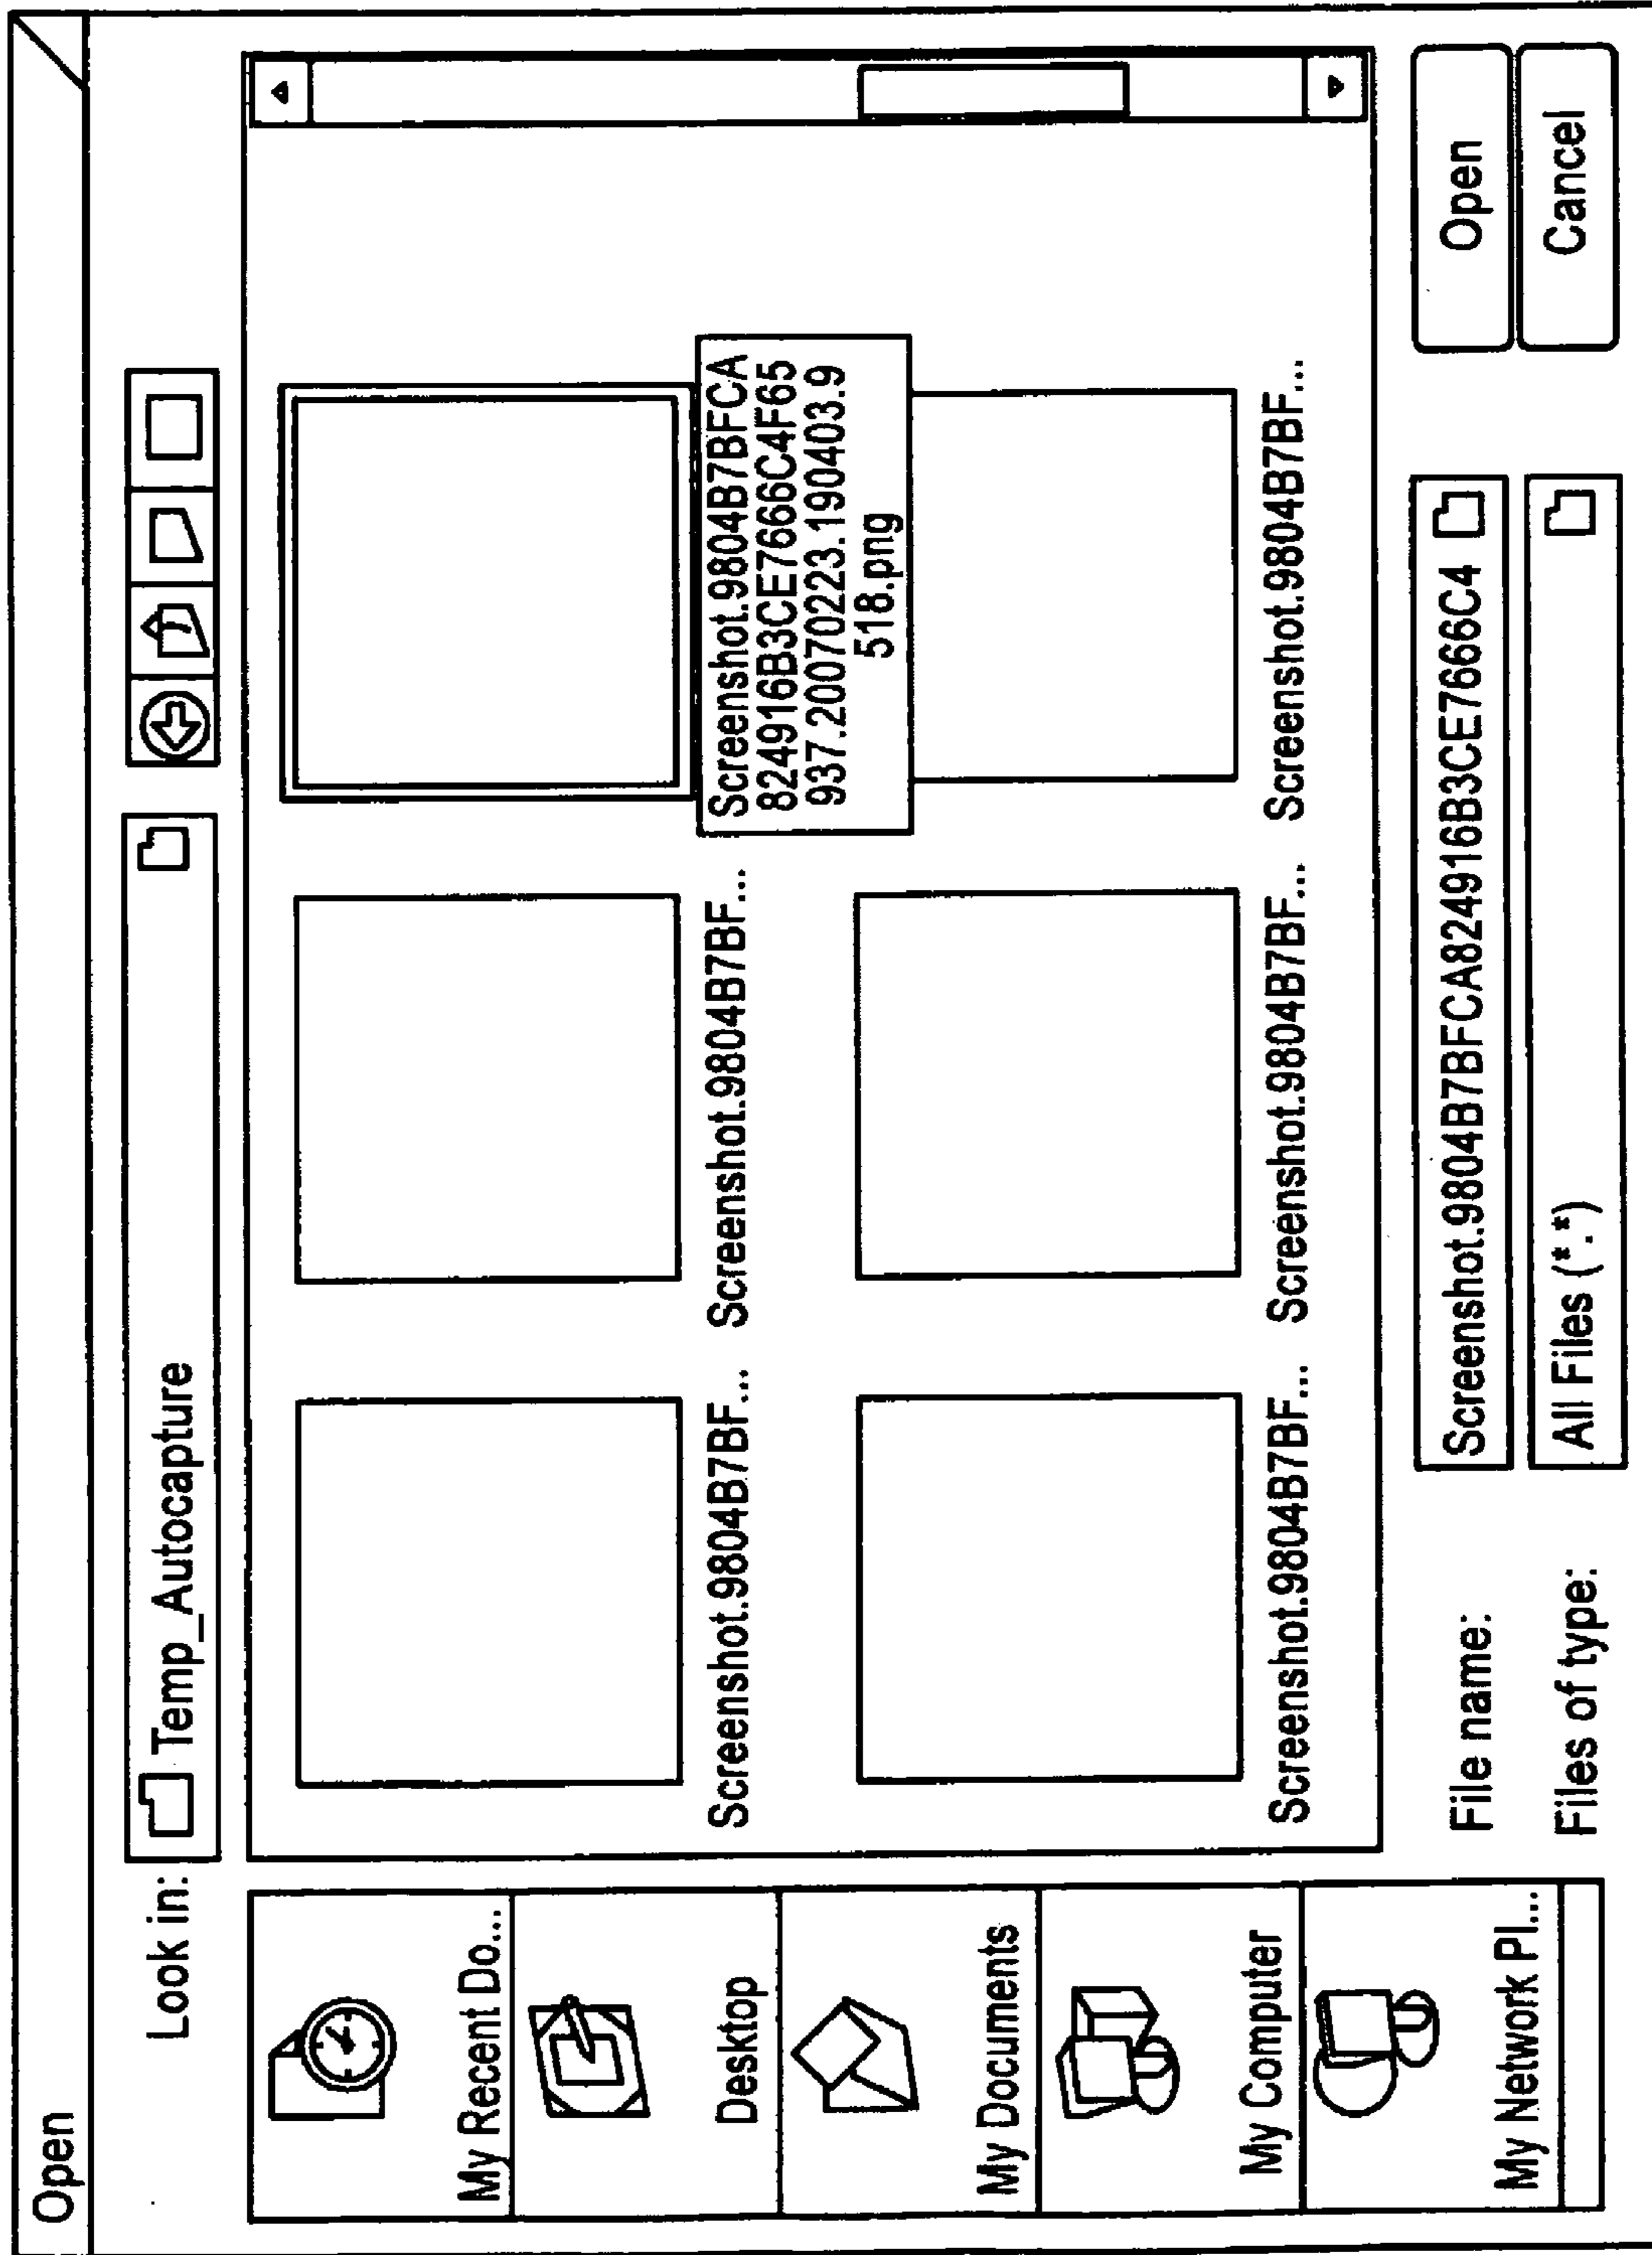 Open
Look in:
Temp_Autocapture
My Recent Do...
Desktop
My Documents
My Computer
My Network Pl...
Screenshot.9804B7BF...
Screenshot.9804B7BF...
Screenshot.9804B7BFCA
824916B3CE7666C4F65
937.20070223.190403.9
518.png
Screenshot.9804B7BF...
Screenshot.9804B7BF...
Screenshot.9804B7BF...
File name:
Screenshot.9804B7BFCA824916B3CE7666C4
Open
Files of type:
All Files (*.*)
Cancel